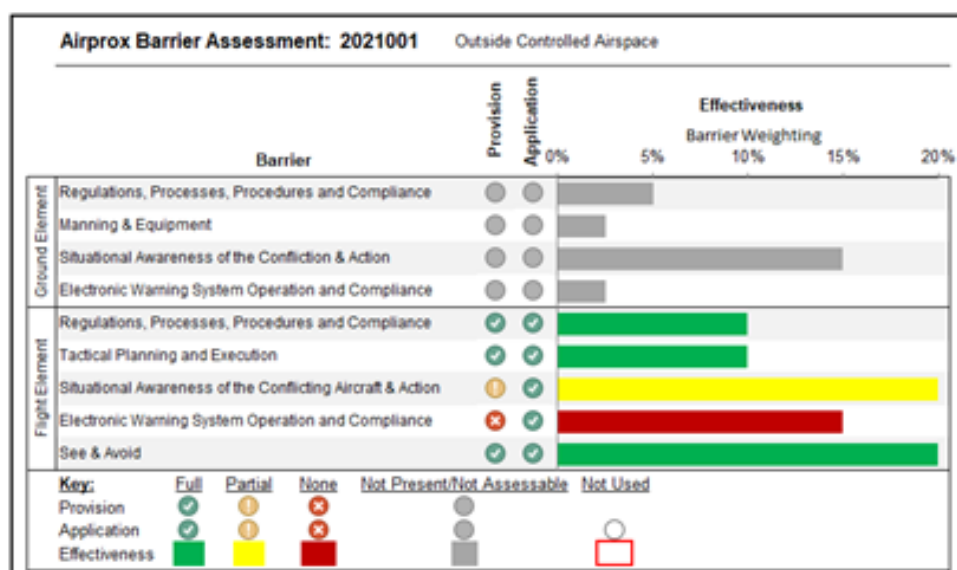 Airprox Barrier Assessment: 2021001 Outside Controlled Airspace
Barrier Provision Application Effectiveness
Barrier Weighting
0% 5% 10% 15% 20%
Ground Element
Regulations, Processes, Procedures and Compliance
Manning & Equipment
Situational Awareness of the Confliction & Action
Electronic Warning System Operation and Compliance
Flight Element
Regulations, Processes, Procedures and Compliance
Tactical Planning and Execution
Situational Awareness of the Conflicting Aircraft & Action
Electronic Warning System Operation and Compliance
See & Avoid
Key: Full Partial None Not Present/Not Assessable Not Used
Provision
Application
Effectiveness